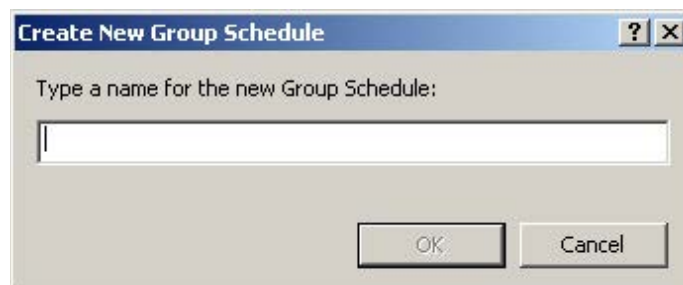 Create New Group Schedule
Type a name for the new Group Schedule:
OK
Cancel